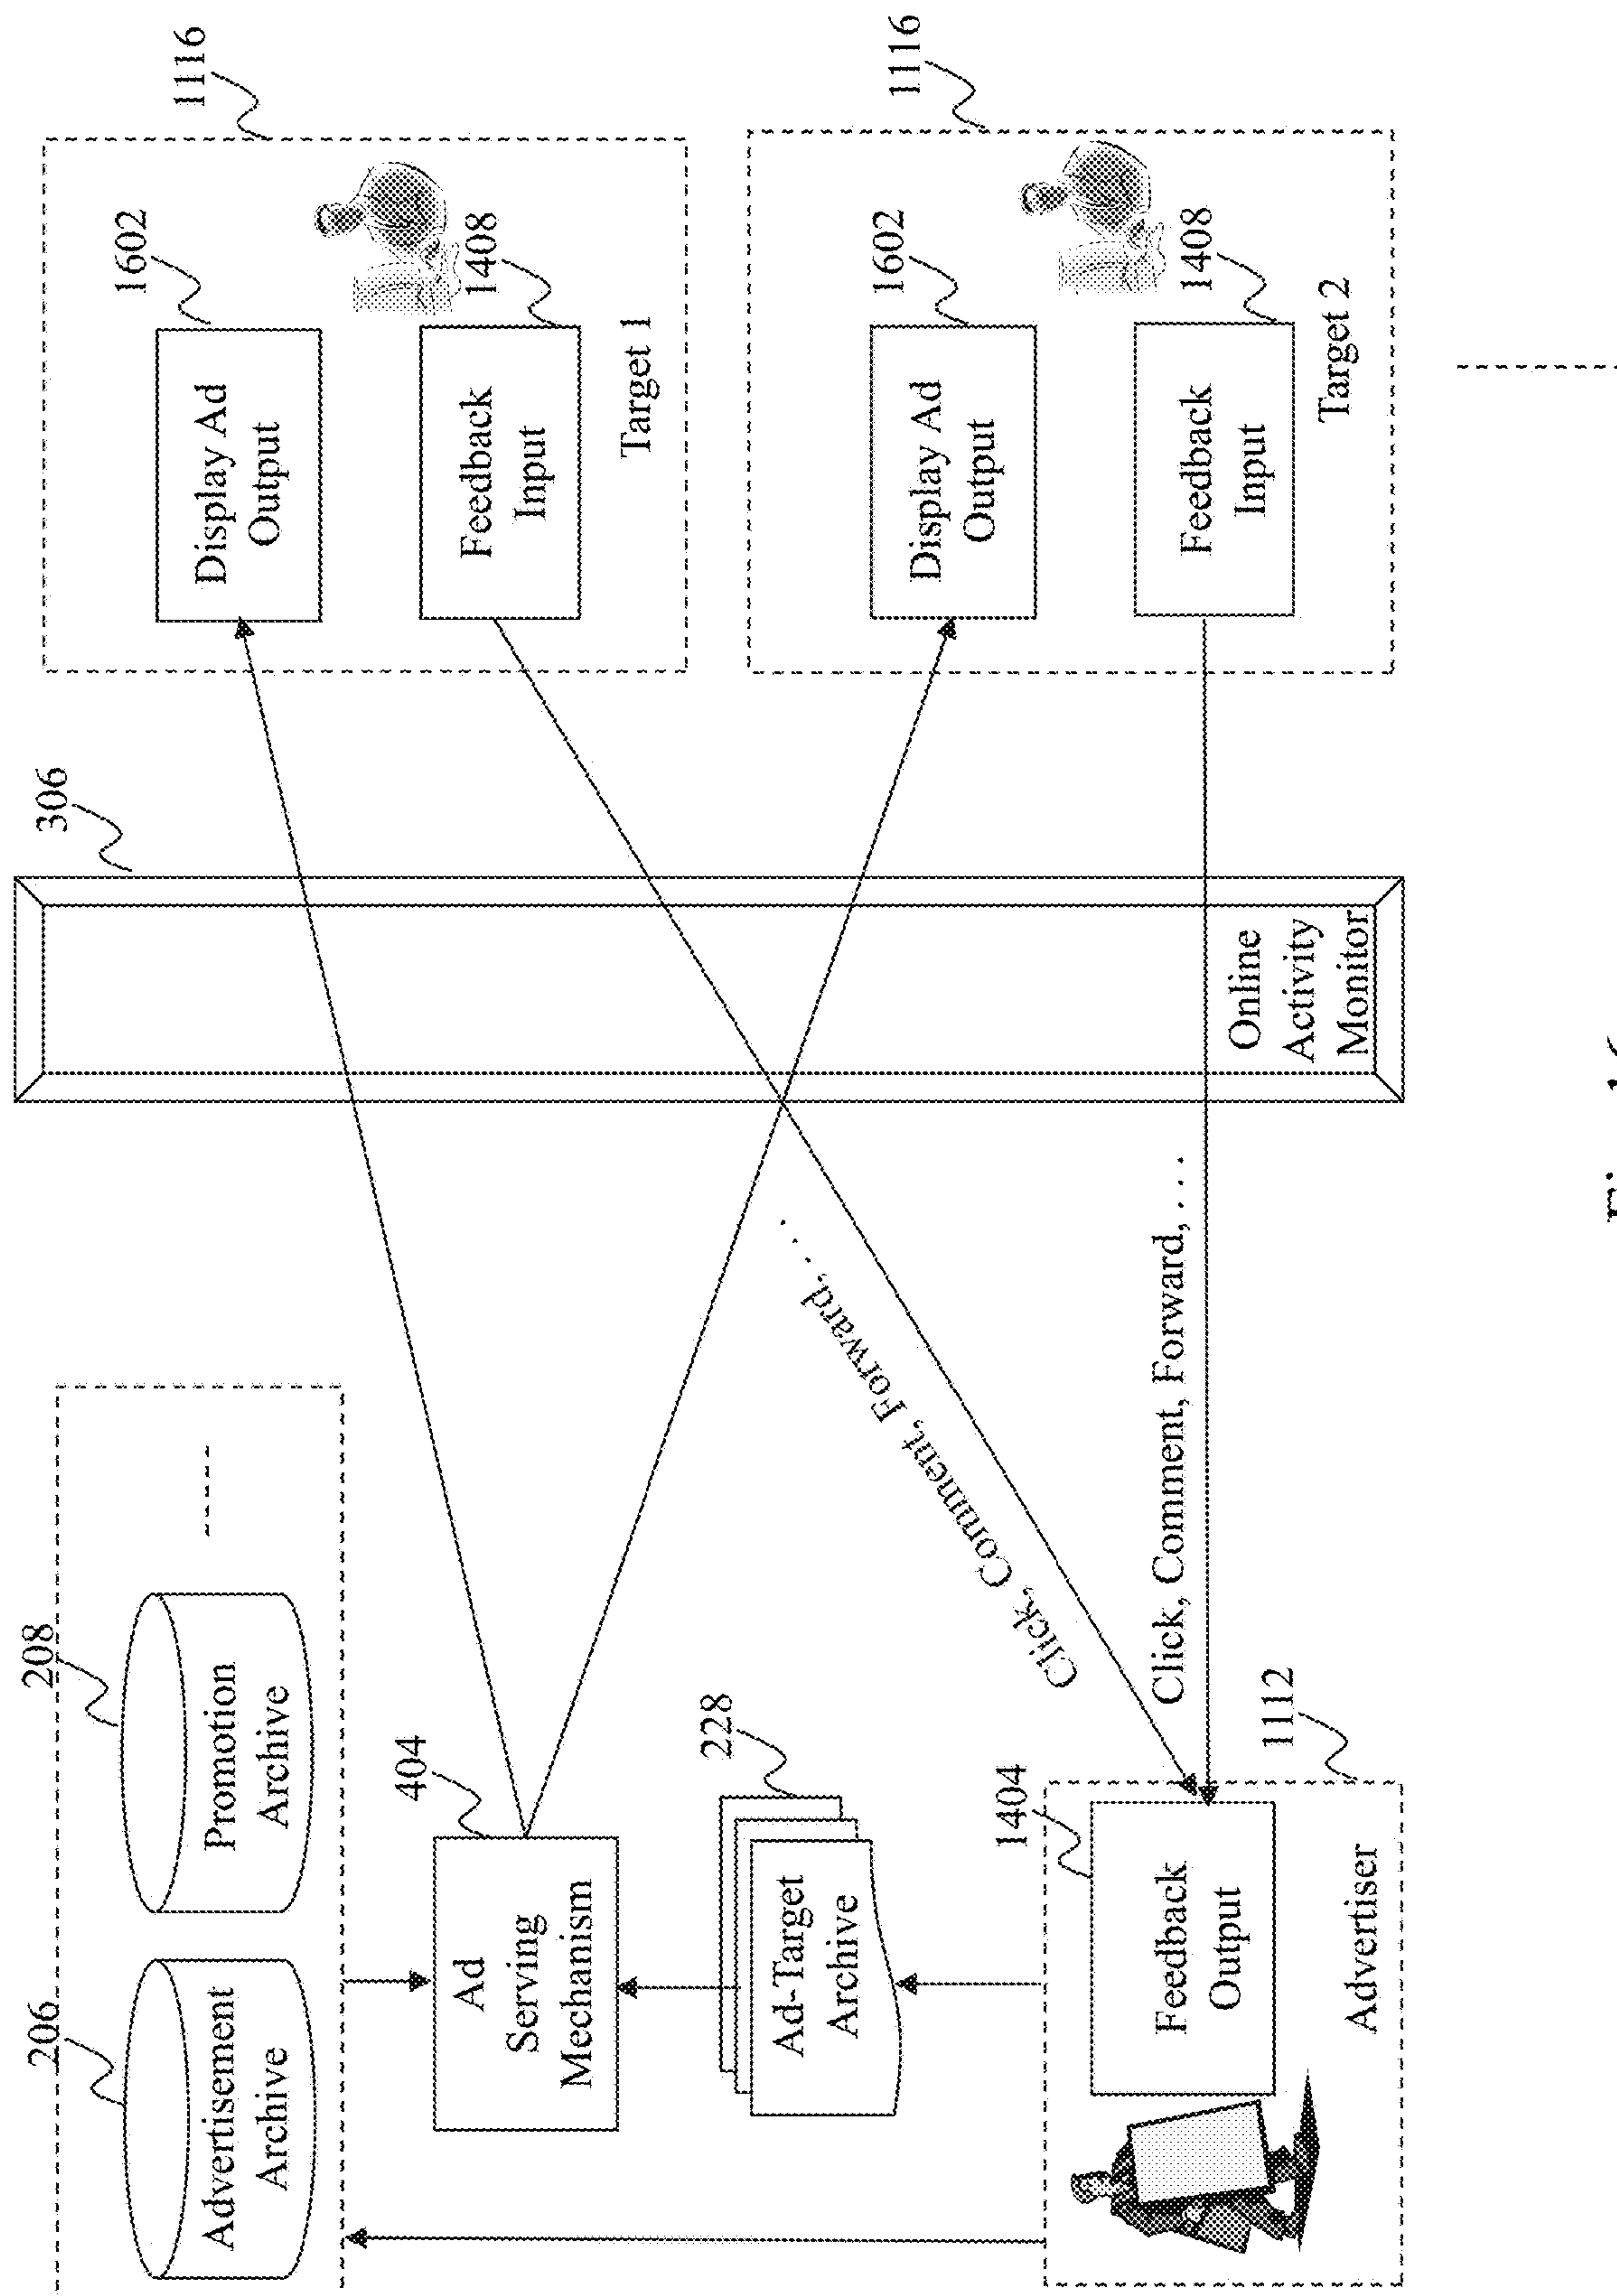 206
208
Advertisement
Archive
Promotion
Archive
404
Ad
Serving
Mechanism
228
Ad-Target
Archive
1404
1112
Feedback
Output
Advertiser
Click, Comment, Forward, . . .
Click, Comment, Forward, . . .
306
Online
Activity
Monitor
1116
1602
Display Ad
Output
1408
Feedback
Input
Target 1
1116
1602
Display Ad
Output
1408
Feedback
Input
Target 2